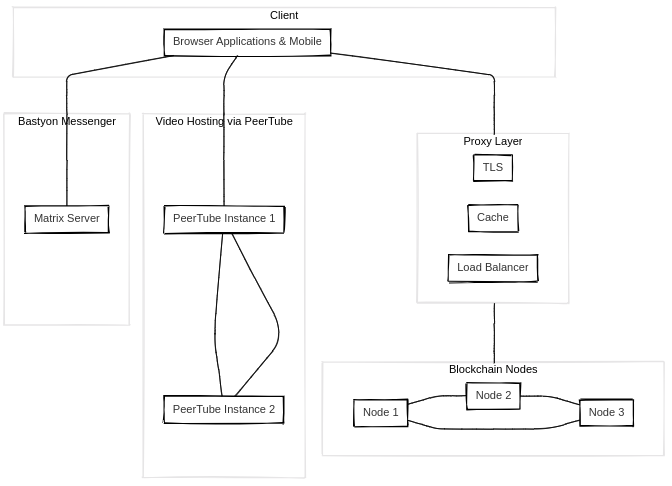 Client
Browser Applications & Mobile
Bastyon Messenger
Matrix Server
Video Hosting via PeerTube
PeerTube Instance 1
PeerTube Instance 2
Proxy Layer
TLS
Cache
Load Balancer
Blockchain Nodes
Node 1
Node 2
Node 3